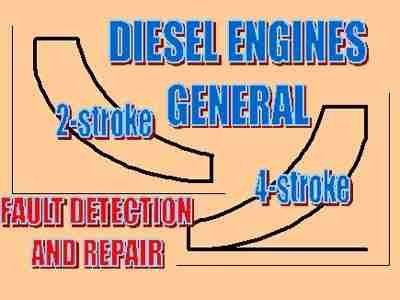 DIESEL ENGINES
GENERAL
2-stroke
4-stroke
FAULT DETECTION
AND REPAIR